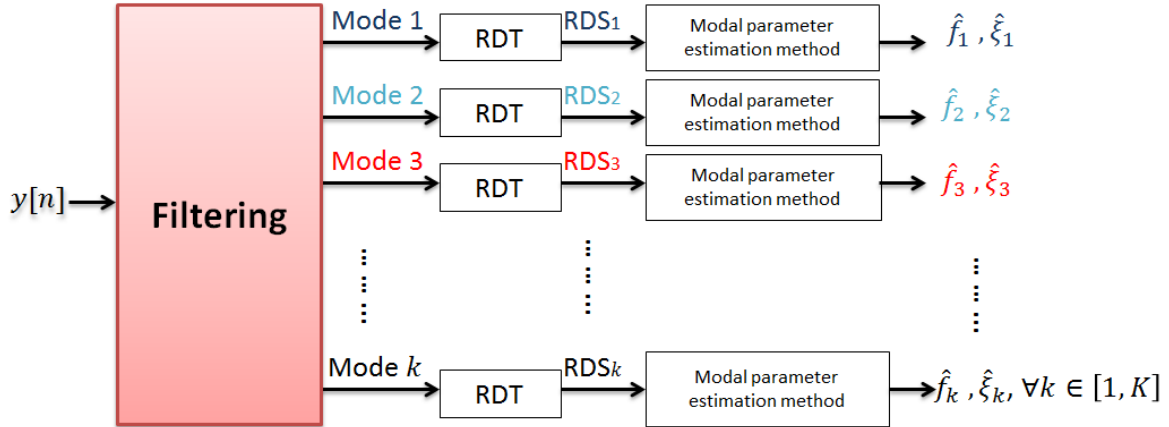 Mode 1
RDT
RDS₁
Modal parameter
estimation method
f̂₁ , ξ̂₁
Mode 2
RDT
RDS₂
Modal parameter
estimation method
f̂₂ , ξ̂₂
Mode 3
RDT
RDS₃
Modal parameter
estimation method
f̂₃ , ξ̂₃
y[n]
Filtering
Mode k
RDT
RDSk
Modal parameter
estimation method
f̂k , ξ̂k, ∀k ∈ [1, K]